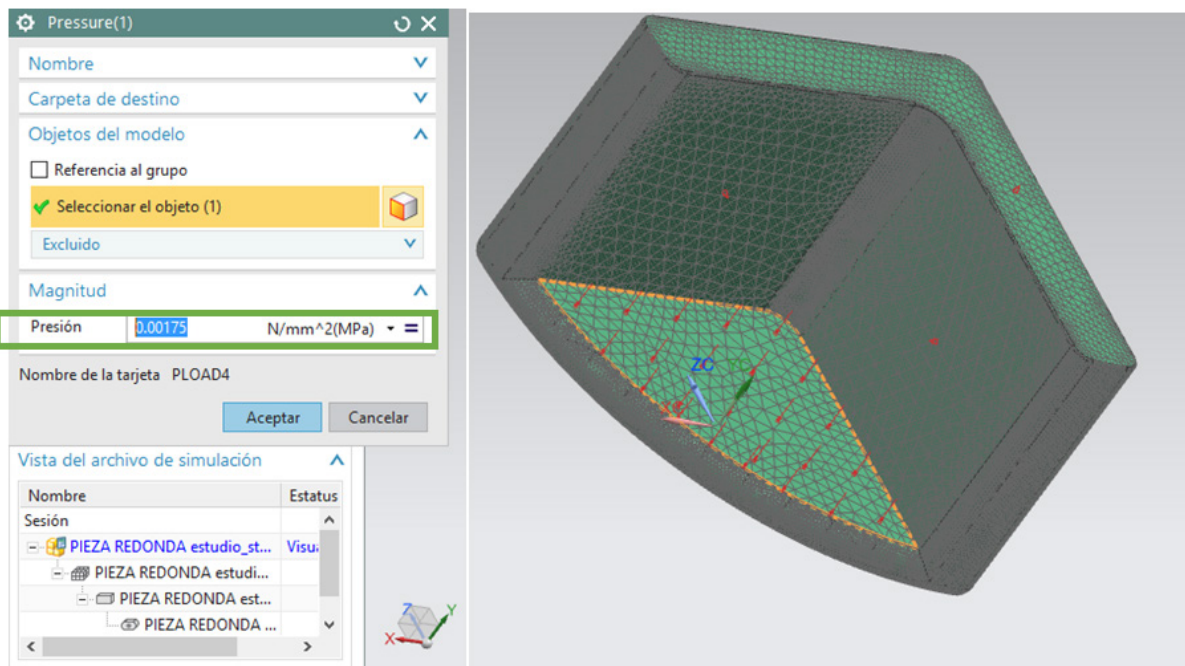 Pressure(1)
Nombre
Carpeta de destino
Objetos del modelo
Referencia al grupo
Seleccionar el objeto (1)
Excluido
Magnitud
Presión 0.00175 N/mm^2(MPa)
Nombre de la tarjeta PLOAD4
Aceptar Cancelar
Vista del archivo de simulación
Nombre Estatus
Sesión
PIEZA REDONDA estudio_st... Visu
PIEZA REDONDA estudi...
PIEZA REDONDA est...
PIEZA REDONDA ...
Z Y
X
ZC